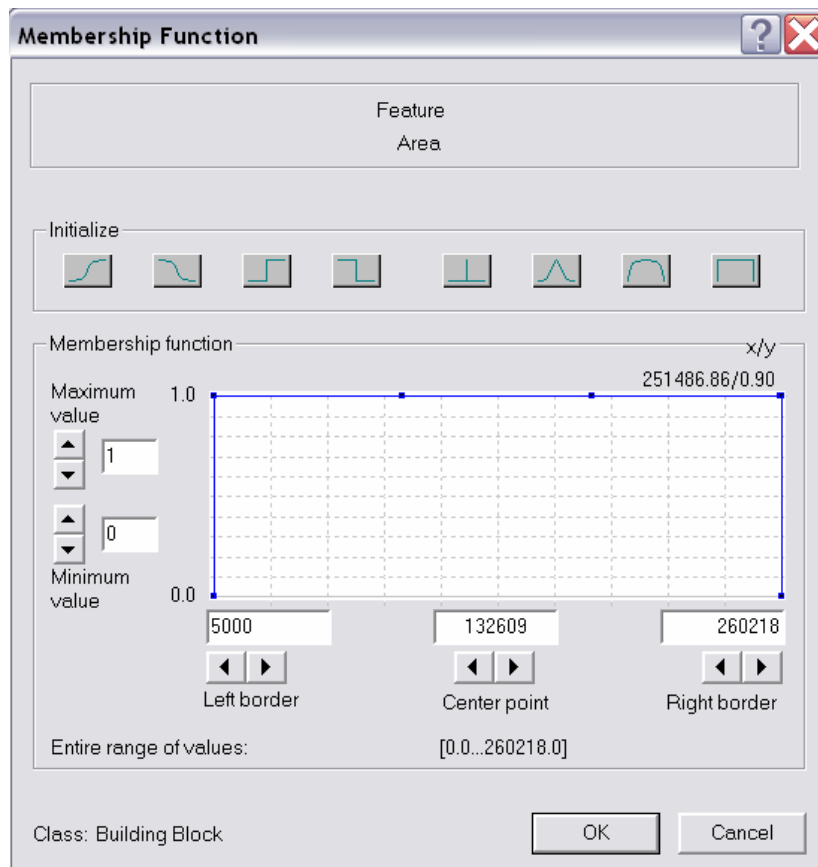 Membership Function
Feature
Area
Initialize
Membership function
x/y
251486.86/0.90
Maximum value
1.0
1
0
Minimum value
0.0
5000 132609 260218
Left border Center point Right border
Entire range of values: [0.0...260218.0]
Class: Building Block OK Cancel